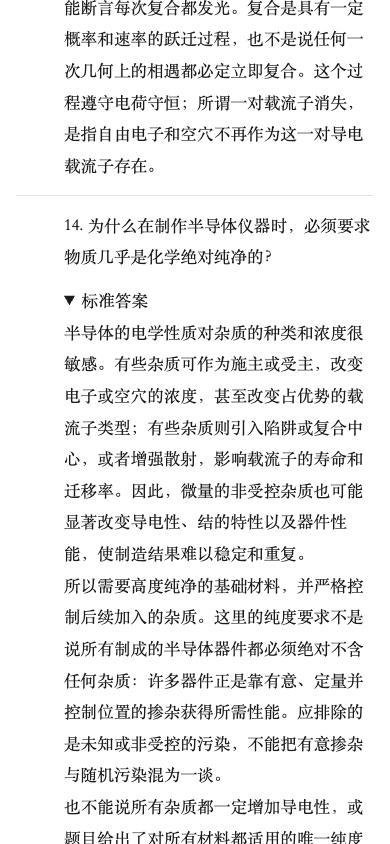 能断言每次复合都发光。复合是具有一定
概率和速率的跃迁过程，也不是说任何一
次几何上的相遇都必定立即复合。这个过
程遵守电荷守恒；所谓一对载流子消失，
是指自由电子和空穴不再作为这一对导电
载流子存在。
14. 为什么在制作半导体仪器时，必须要求
物质几乎是化学绝对纯净的？
▼ 标准答案
半导体的电学性质对杂质的种类和浓度很
敏感。有些杂质可作为施主或受主，改变
电子或空穴的浓度，甚至改变占优势的载
流子类型；有些杂质则引入陷阱或复合中
心，或者增强散射，影响载流子的寿命和
迁移率。因此，微量的非受控杂质也可能
显著改变导电性、结的特性以及器件性
能，使制造结果难以稳定和重复。
所以需要高度纯净的基础材料，并严格控
制后续加入的杂质。这里的纯度要求不是
说所有制成的半导体器件都必须绝对不含
任何杂质：许多器件正是靠有意、定量并
控制位置的掺杂获得所需性能。应排除的
是未知或非受控的污染，不能把有意掺杂
与随机污染混为一谈。
也不能说所有杂质都一定增加导电性，或
题目给出了对所有材料都适用的唯一纯度